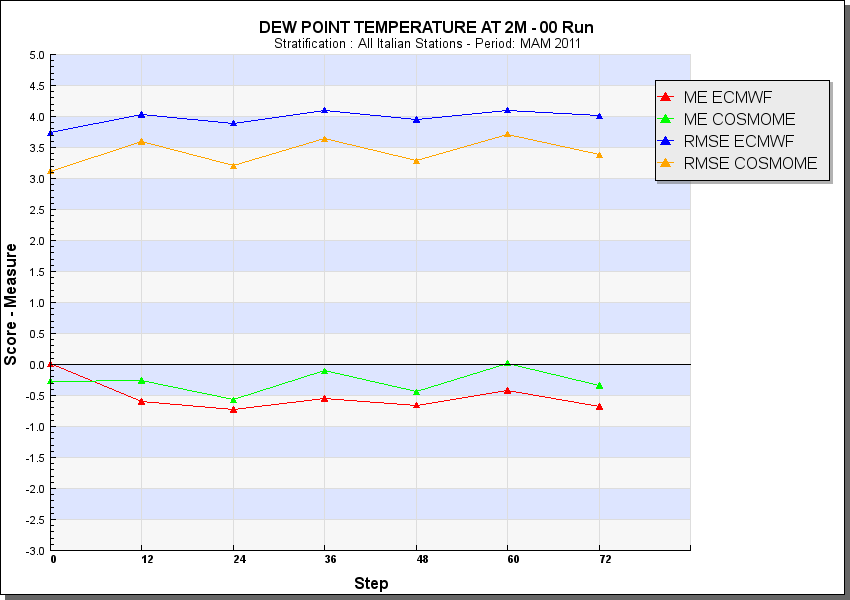 DEW POINT TEMPERATURE AT 2M - 00 Run
Stratification : All Italian Stations - Period: MAM 2011
ME ECMWF
ME COSMOME
RMSE ECMWF
RMSE COSMOME
Score - Measure
5.0
4.5
4.0
3.5
3.0
2.5
2.0
1.5
1.0
0.5
0.0
-0.5
-1.0
-1.5
-2.0
-2.5
-3.0
0 12 24 36 48 60 72
Step